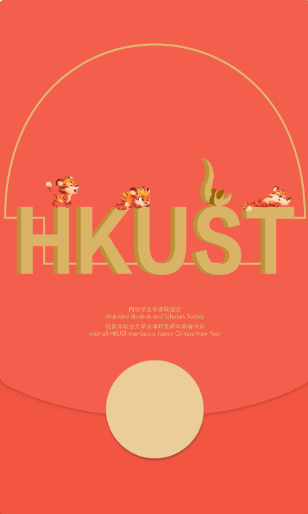 HKUST
内地学生学者联谊会
Mainland Students and Scholars Society
wish all HKUST members a happy Chinese New Year